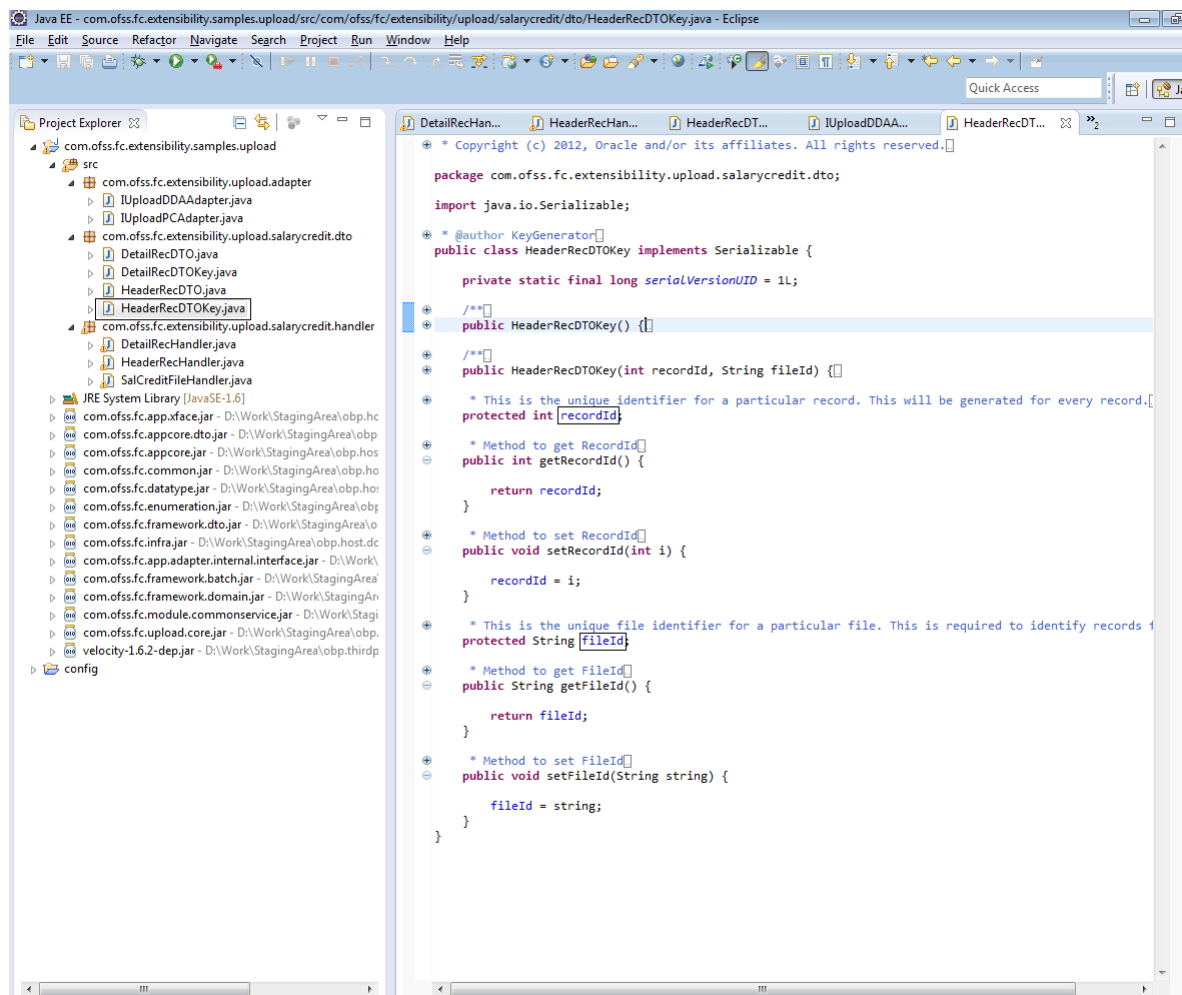 Java EE - com.ofss.fc.extensibility.samples.upload/src/com/ofss/fc/extensibility/upload/salarycredit/dto/HeaderRecDTOKey.java - Eclipse
File Edit Source Refactor Navigate Search Project Run Window Help
Quick Access
Project Explorer
DetailRecHan... HeaderRecHan... HeaderRecDT... IUploadDDAA... HeaderRecDT... »2
com.ofss.fc.extensibility.samples.upload
src
com.ofss.fc.extensibility.upload.adapter
IUploadDDAAdapter.java
IUploadPCAdapter.java
com.ofss.fc.extensibility.upload.salarycredit.dto
DetailRecDTO.java
DetailRecDTOKey.java
HeaderRecDTO.java
HeaderRecDTOKey.java
com.ofss.fc.extensibility.upload.salarycredit.handler
DetailRecHandler.java
HeaderRecHandler.java
SalCreditFileHandler.java
JRE System Library [JavaSE-1.6]
com.ofss.fc.app.xface.jar - D:\Work\StagingArea\obp.hc
com.ofss.fc.appcore.dto.jar - D:\Work\StagingArea\obp
com.ofss.fc.appcore.jar - D:\Work\StagingArea\obp.hos
com.ofss.fc.common.jar - D:\Work\StagingArea\obp.ho
com.ofss.fc.datatype.jar - D:\Work\StagingArea\obp.hos
com.ofss.fc.enumeration.jar - D:\Work\StagingArea\obp
com.ofss.fc.framework.dto.jar - D:\Work\StagingArea\o
com.ofss.fc.infra.jar - D:\Work\StagingArea\obp.host.dc
com.ofss.fc.app.adapter.internal.interface.jar - D:\Work\
com.ofss.fc.framework.batch.jar - D:\Work\StagingArea
com.ofss.fc.framework.domain.jar - D:\Work\StagingAr
com.ofss.fc.module.commonservice.jar - D:\Work\Stagi
com.ofss.fc.upload.core.jar - D:\Work\StagingArea\obp.
velocity-1.6.2-dep.jar - D:\Work\StagingArea\obp.thirdp
config
* Copyright (c) 2012, Oracle and/or its affiliates. All rights reserved.
package com.ofss.fc.extensibility.upload.salarycredit.dto;
import java.io.Serializable;
* @author KeyGenerator
public class HeaderRecDTOKey implements Serializable {
private static final long serialVersionUID = 1L;
/**
public HeaderRecDTOKey() {
/**
public HeaderRecDTOKey(int recordId, String fileId) {
* This is the unique identifier for a particular record. This will be generated for every record.
protected int recordId;
* Method to get RecordId
public int getRecordId() {
return recordId;
}
* Method to set RecordId
public void setRecordId(int i) {
recordId = i;
}
* This is the unique file identifier for a particular file. This is required to identify records
protected String fileId;
* Method to get FileId
public String getFileId() {
return fileId;
}
* Method to set FileId
public void setFileId(String string) {
fileId = string;
}
}